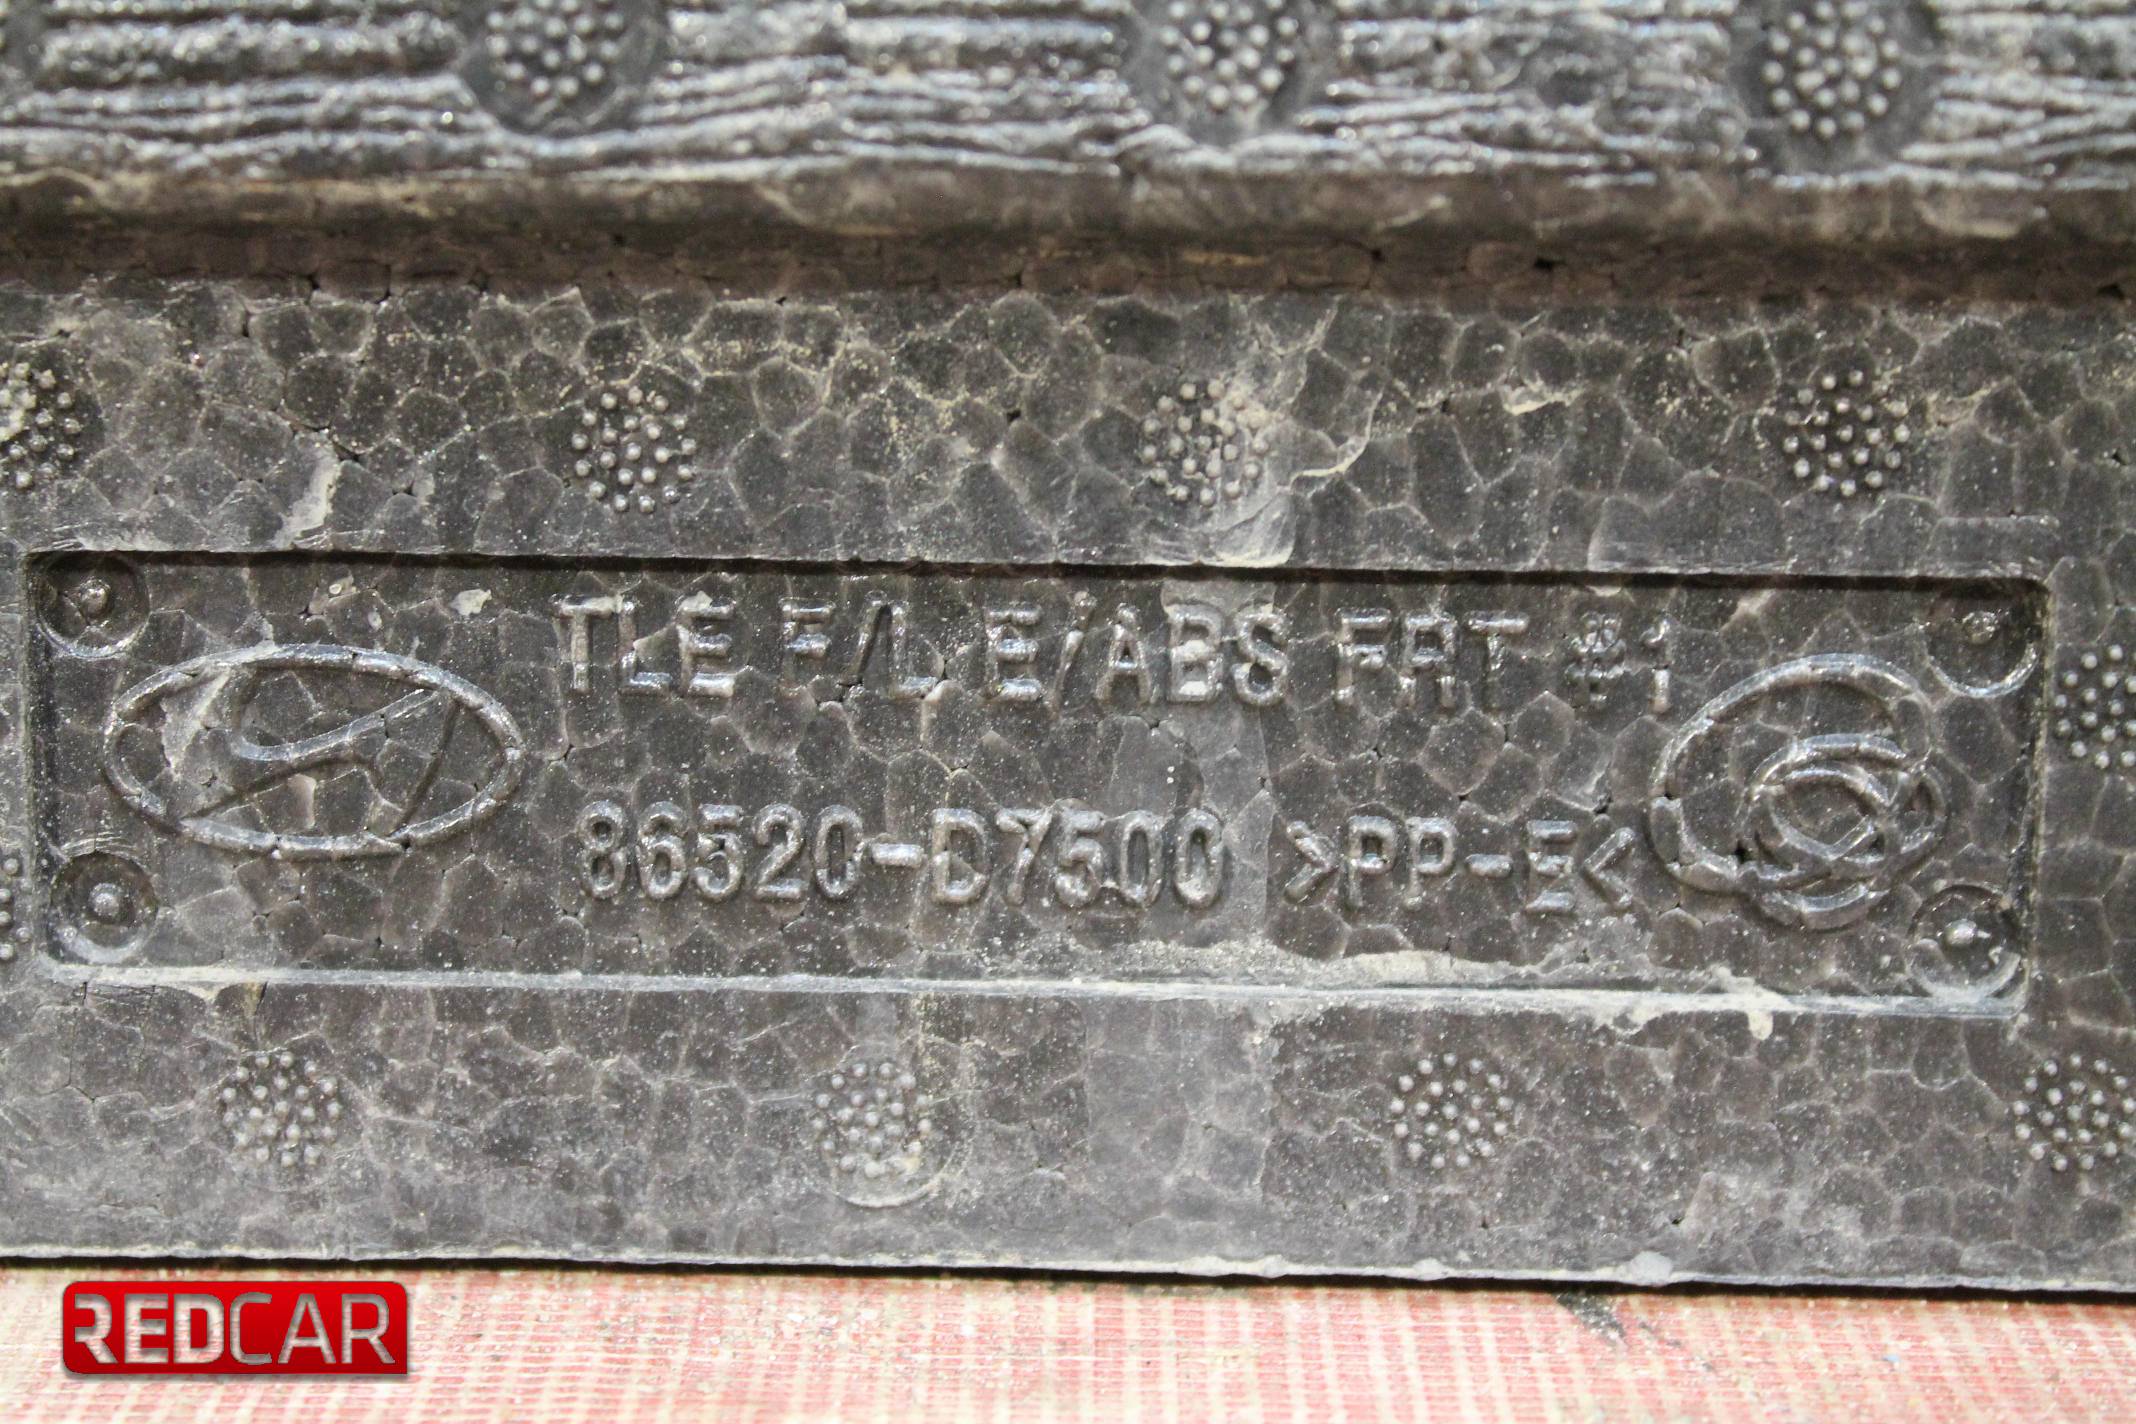 TLE F/L E/ABS FRT #1
86520-D7500 >PP-E<
REDCAR